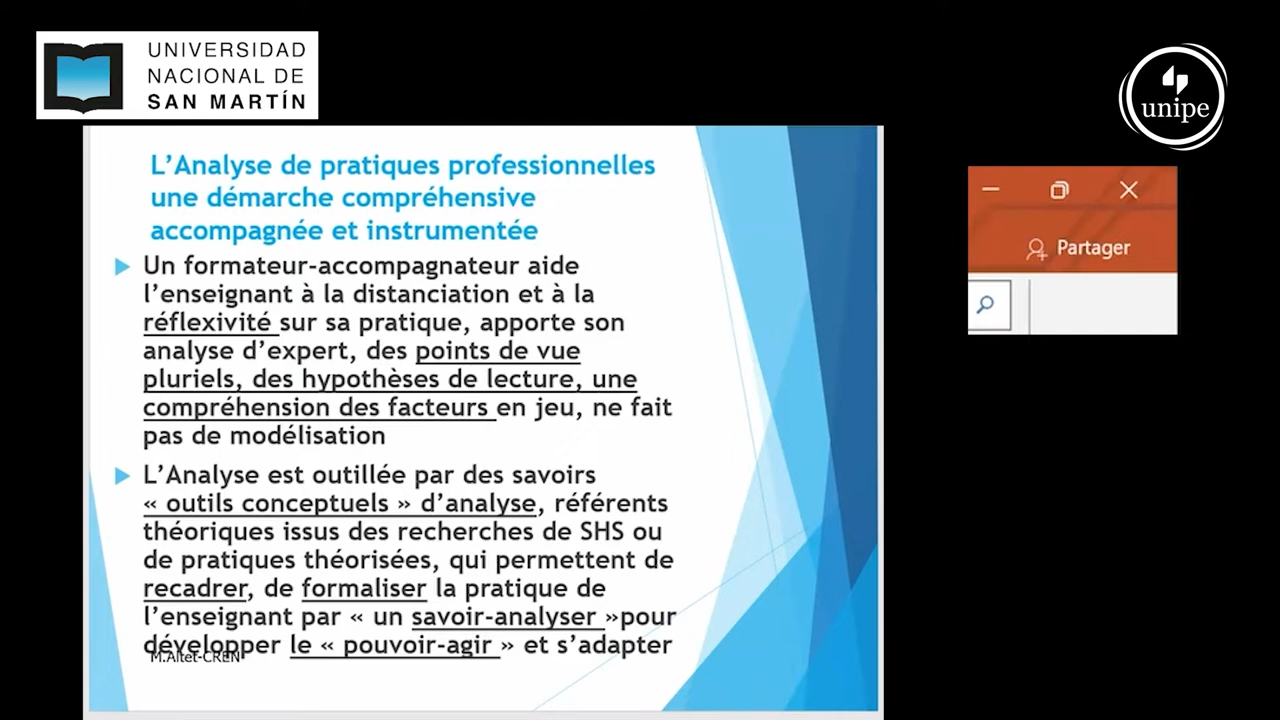 UNIVERSIDAD
NACIONAL DE
SAN MARTÍN
unipe
L’Analyse de pratiques professionnelles
une démarche compréhensive
accompagnée et instrumentée
Un formateur-accompagnateur aide
l’enseignant à la distanciation et à la
réflexivité sur sa pratique, apporte son
analyse d’expert, des points de vue
pluriels, des hypothèses de lecture, une
compréhension des facteurs en jeu, ne fait
pas de modélisation
L’Analyse est outillée par des savoirs
« outils conceptuels » d’analyse, référents
théoriques issus des recherches de SHS ou
de pratiques théorisées, qui permettent de
recadrer, de formaliser la pratique de
l’enseignant par « un savoir-analyser »pour
développer le « pouvoir-agir » et s’adapter
M.Altet-CREN
Partager